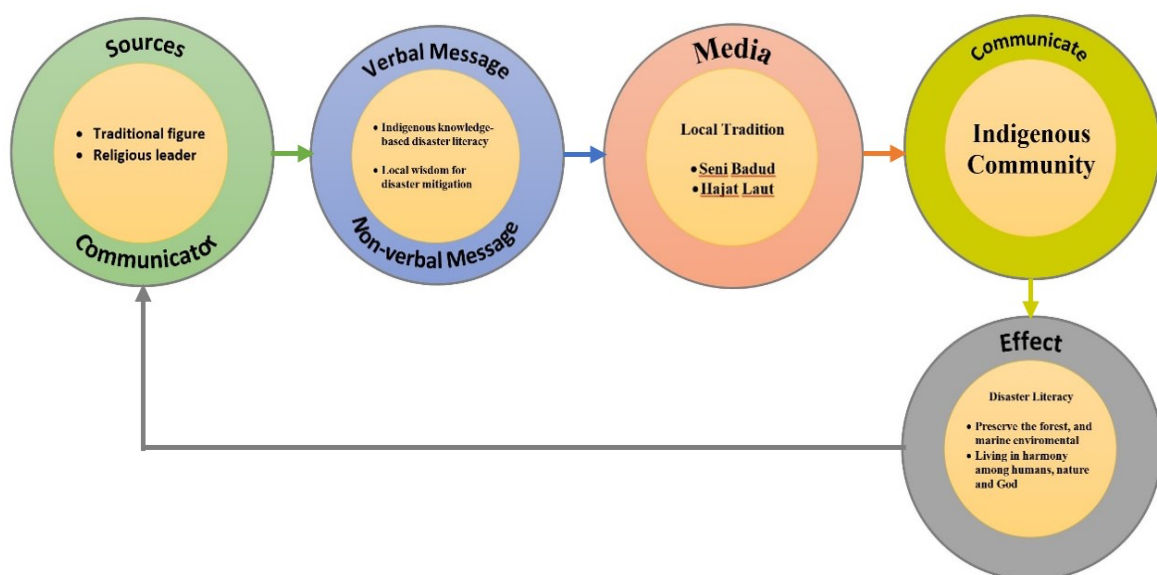 Sources
• Traditional figure
• Religious leader
Communicator
Verbal Message
• Indigenous knowledge-
based disaster literacy
• Local wisdom for
disaster mitigation
Non-verbal Message
Media
Local Tradition
• Seni Badud
• Hajat Laut
Communicate
Indigenous
Community
Effect
Disaster Literacy
• Preserve the forest, and
marine enviromental
• Living in harmony
among humans, nature
and God